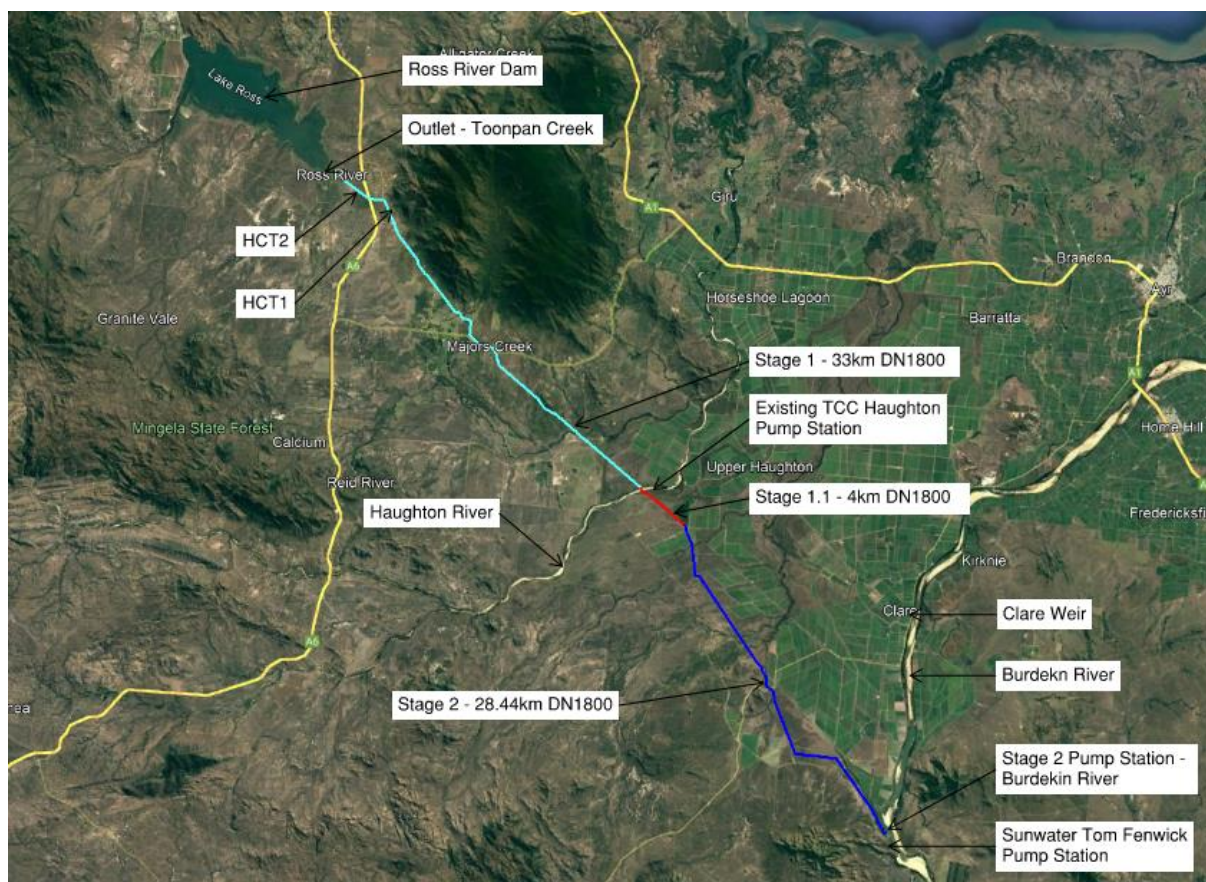 Alligator Creek
Ross River Dam
Lake Ross
Outlet - Toonpan Creek
Ross River
HCT2
HCT1
A6
A1
Giru
Brandon
Ayr
Horseshoe Lagoon
Barratta
Granite Vale
Majors Creek
Stage 1 - 33km DN1800
A1
Existing TCC Haughton
Pump Station
Mingela State Forest
Calcium
Home Hill
Upper Haughton
Reid River
Stage 1.1 - 4km DN1800
Haughton River
Kirknie
Clare
Clare Weir
A6
Burdekn River
Stage 2 - 28.44km DN1800
Stage 2 Pump Station -
Burdekin River
Sunwater Tom Fenwick
Pump Station